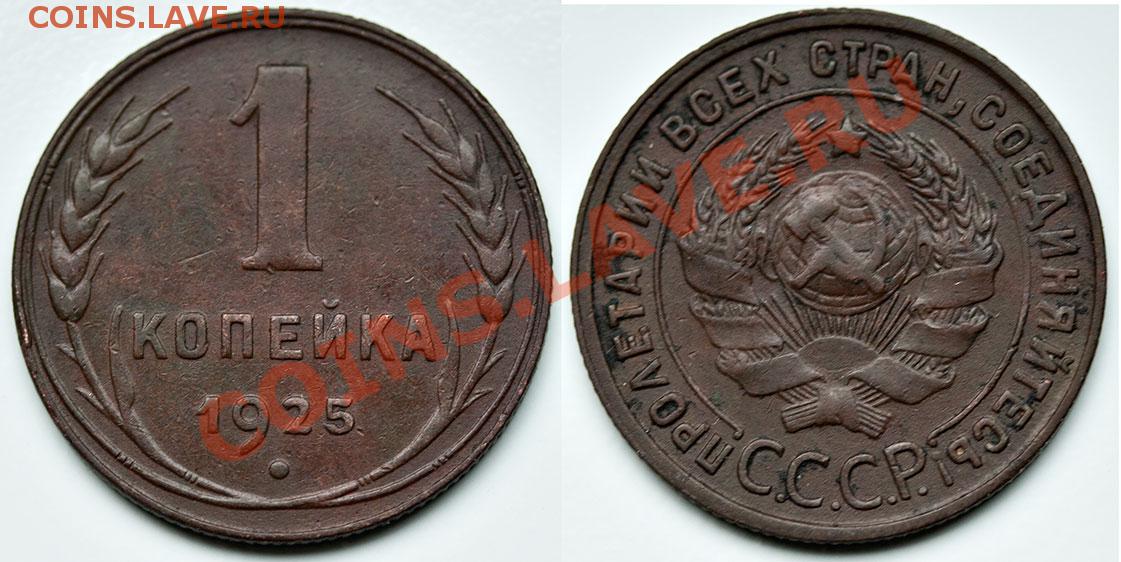 COINS.LAVE.RU
1
КОПЕЙКА
1925
ПРОЛЕТАРИИ ВСЕХ СТРАН, СОЕДИНЯЙТЕСЬ!
С.С.С.Р.
COINS.LAVE.RU